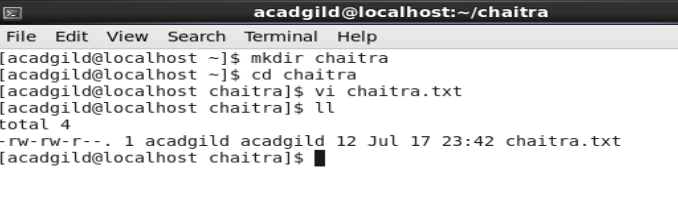 acadgild@localhost:~/chaitra
File Edit View Search Terminal Help
[acadgild@localhost ~]$ mkdir chaitra
[acadgild@localhost ~]$ cd chaitra
[acadgild@localhost chaitra]$ vi chaitra.txt
[acadgild@localhost chaitra]$ ll
total 4
-rw-rw-r--. 1 acadgild acadgild 12 Jul 17 23:42 chaitra.txt
[acadgild@localhost chaitra]$